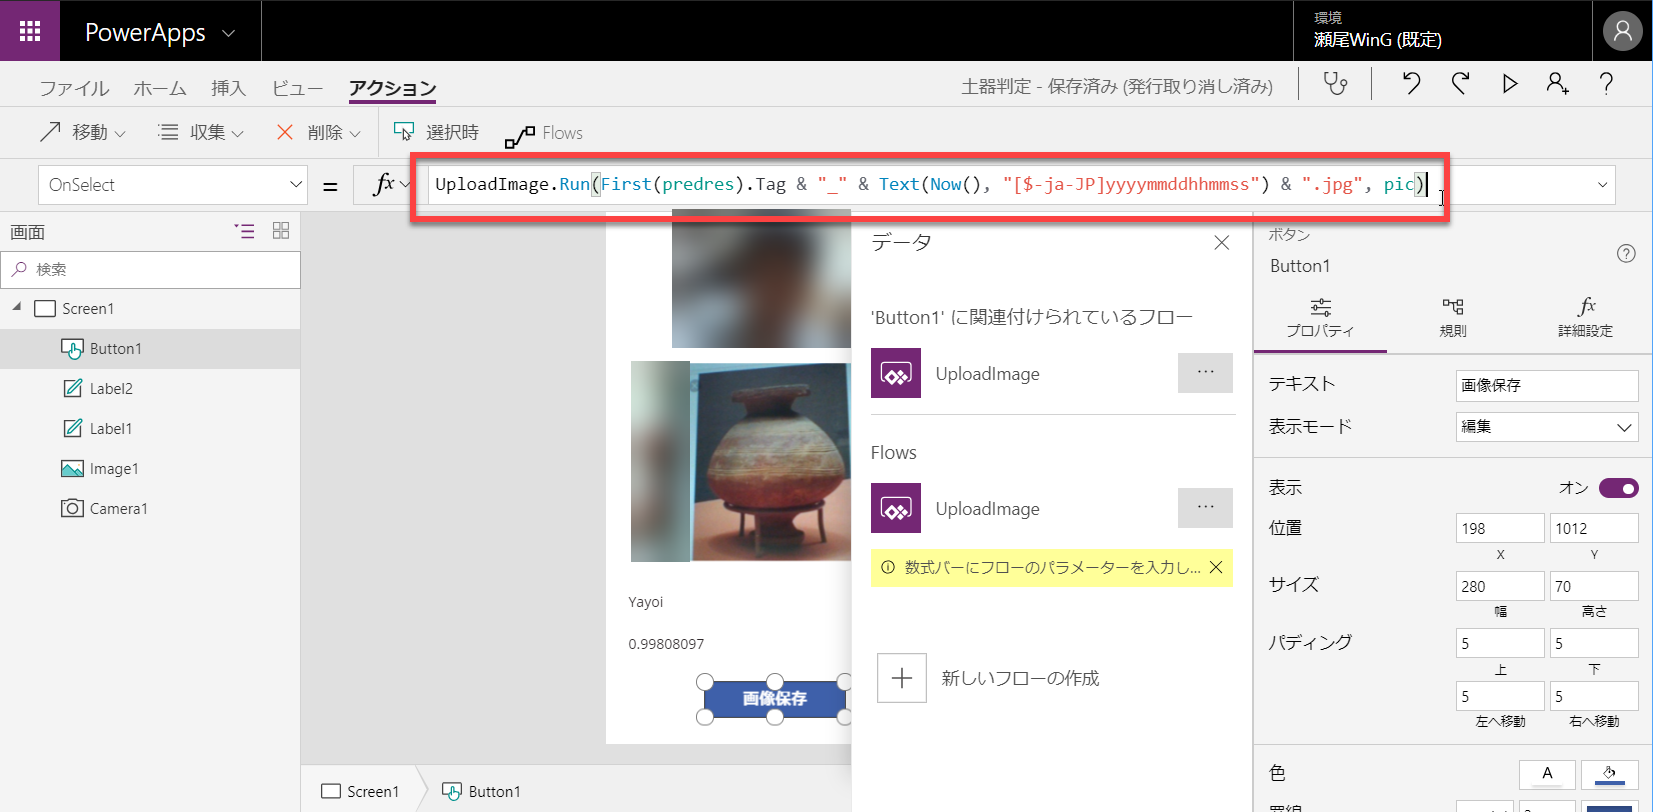 PowerApps
環境
瀬尾WinG (既定)
ファイル ホーム 挿入 ビュー アクション
土器判定 - 保存済み (発行取り消し済み)
移動 収集 削除 選択時 Flows
OnSelect
=
fx
UploadImage.Run(First(predres).Tag & "_" & Text(Now(), "[$-ja-JP]yyyymmddhhmmss") & ".jpg", pic)
画面
検索
Screen1
Button1
Label2
Label1
Image1
Camera1
Yayoi
0.99808097
画像保存
データ
'Button1' に関連付けられているフロー
UploadImage
...
Flows
UploadImage
...
数式バーにフローのパラメーターを入力し...
新しいフローの作成
ボタン
Button1
プロパティ 規則 詳細設定
テキスト 画像保存
表示モード 編集
表示 オン
位置 198 1012
X Y
サイズ 280 70
幅 高さ
パディング 5 5
上 下
5 5
左へ移動 右へ移動
色 A
Screen1 Button1